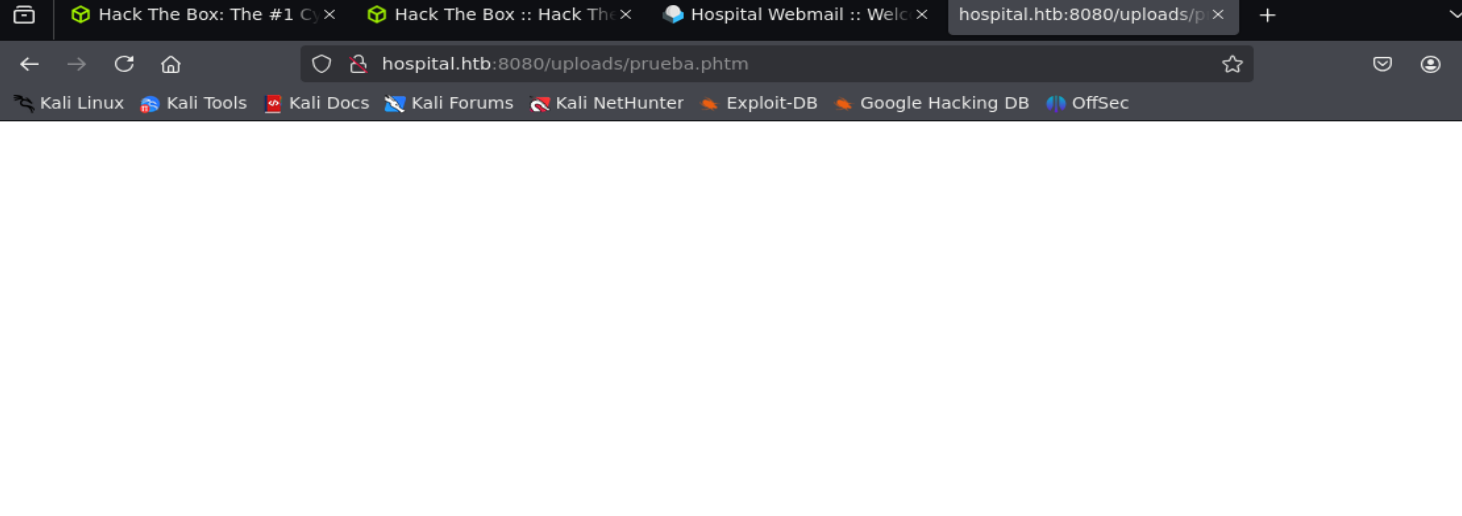 Hack The Box: The #1 Cy
Hack The Box :: Hack The
Hospital Webmail :: Welc
hospital.htb:8080/uploads/p
hospital.htb:8080/uploads/prueba.phtm
Kali Linux
Kali Tools
Kali Docs
Kali Forums
Kali NetHunter
Exploit-DB
Google Hacking DB
OffSec